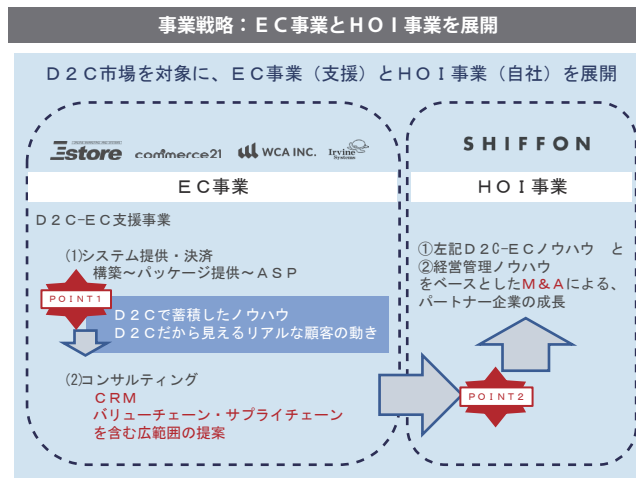 事業戦略：ＥＣ事業とＨＯＩ事業を展開
Ｄ２Ｃ市場を対象に、ＥＣ事業（支援）とＨＯＩ事業（自社）を展開
Estore commerce21 WCA INC. Irvine Systems
ＥＣ事業
Ｄ２Ｃ-ＥＣ支援事業
(1)システム提供・決済
構築～パッケージ提供～ＡＳＰ
ＰＯＩＮＴ1
Ｄ２Ｃで蓄積したノウハウ
Ｄ２Ｃだから見えるリアルな顧客の動き
(2)コンサルティング
ＣＲＭ
バリューチェーン・サプライチェーン
を含む広範囲の提案
SHIFFON
ＨＯＩ事業
①左記Ｄ２Ｃ-ＥＣノウハウ　と
②経営管理ノウハウ
をベースとしたＭ＆Ａによる、
パートナー企業の成長
ＰＯＩＮＴ2